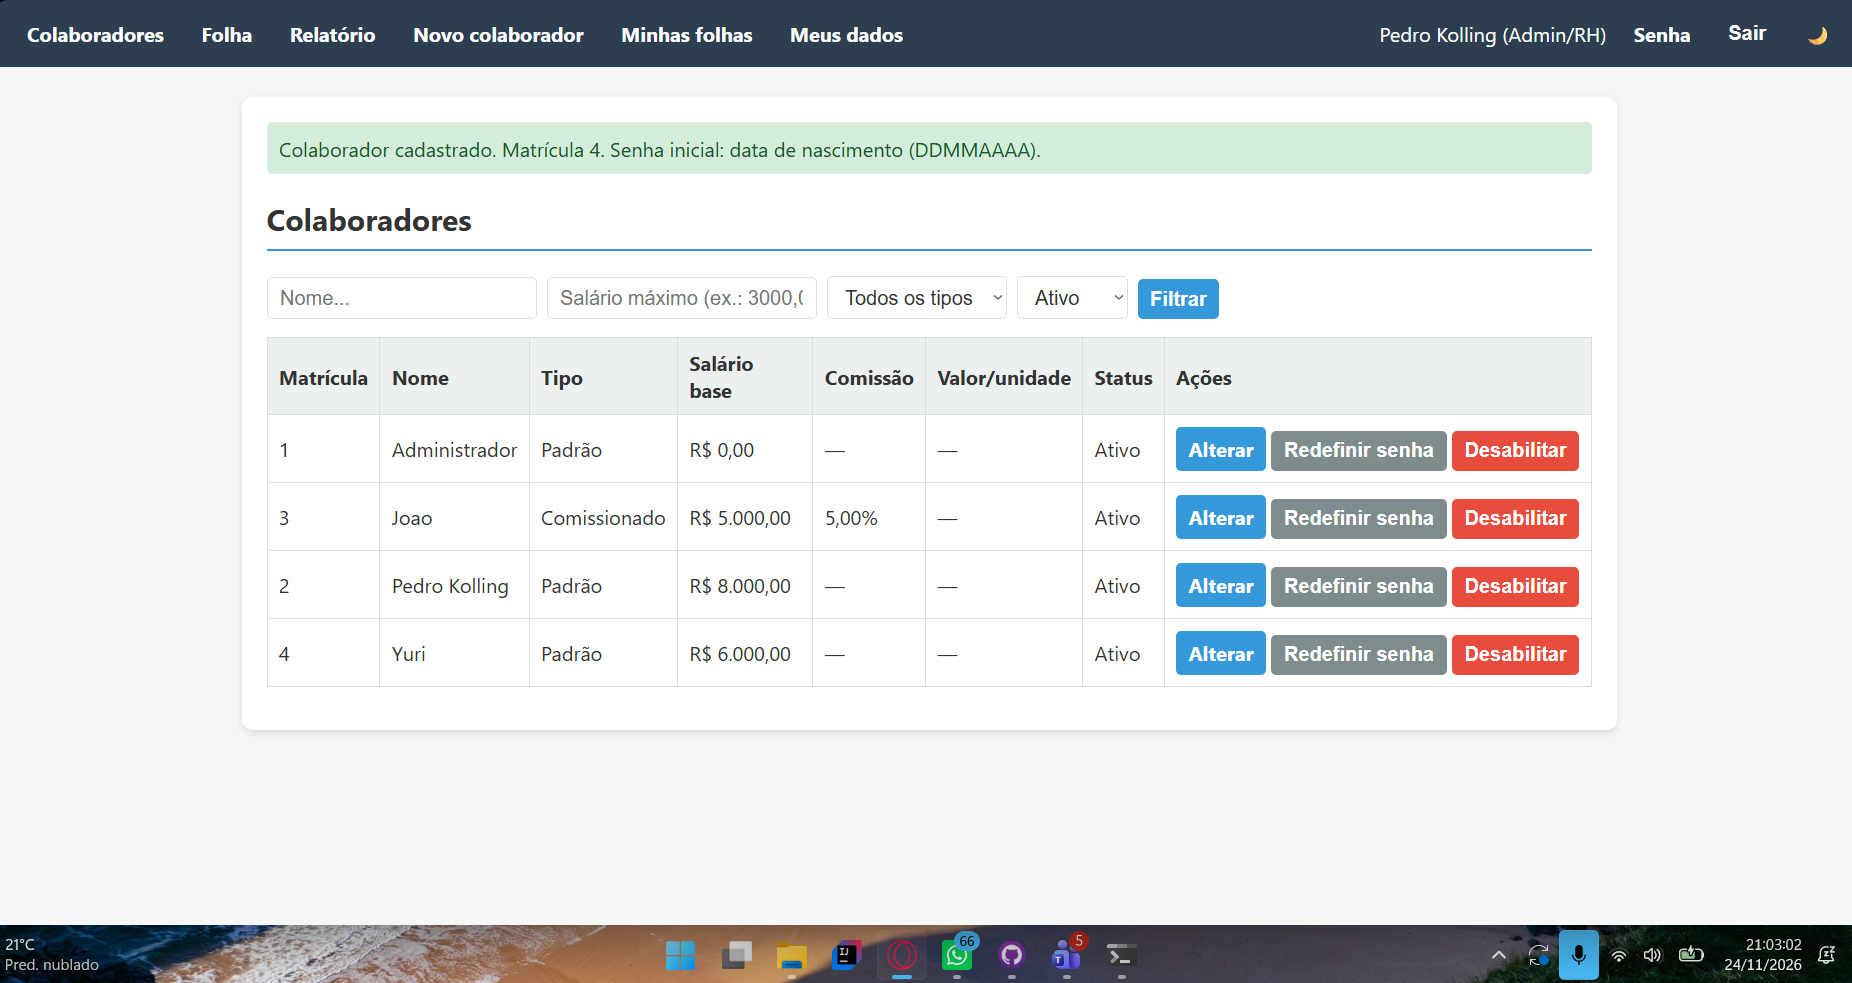 Colaboradores Folha Relatório Novo colaborador Minhas folhas Meus dados Pedro Kolling (Admin/RH) Senha Sair
Colaborador cadastrado. Matrícula 4. Senha inicial: data de nascimento (DDMMAAAA).
Colaboradores
Nome... Salário máximo (ex.: 3000,( Todos os tipos Ativo Filtrar
Matrícula Nome Tipo Salário base Comissão Valor/unidade Status Ações
1 Administrador Padrão R$ 0,00 — — Ativo Alterar Redefinir senha Desabilitar
3 Joao Comissionado R$ 5.000,00 5,00% — Ativo Alterar Redefinir senha Desabilitar
2 Pedro Kolling Padrão R$ 8.000,00 — — Ativo Alterar Redefinir senha Desabilitar
4 Yuri Padrão R$ 6.000,00 — — Ativo Alterar Redefinir senha Desabilitar
21°C
Pred. nublado
IJ
66
T
5
21:03:02
24/11/2026